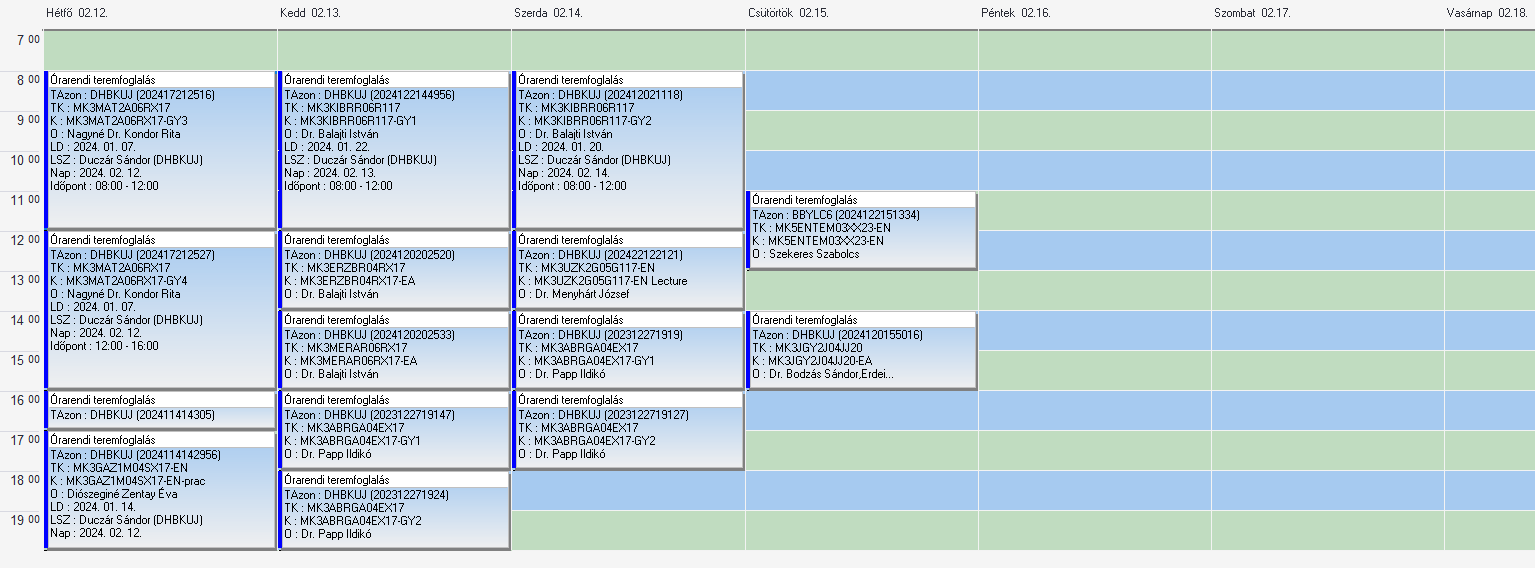 Hétfő 02.12.
Kedd 02.13.
Szerda 02.14.
Csütörtök 02.15.
Péntek 02.16.
Szombat 02.17.
Vasárnap 02.18.
7 00
8 00
9 00
10 00
11 00
12 00
13 00
14 00
15 00
16 00
17 00
18 00
19 00
Órarendi teremfoglalás
TAzon : DHBKUJ (202417212516)
TK : MK3MAT2A06RX17
K : MK3MAT2A06RX17-GY3
O : Nagyné Dr. Kondor Rita
LD : 2024. 01. 07.
LSZ : Duczár Sándor (DHBKUJ)
Nap : 2024. 02. 12.
Időpont : 08:00 - 12:00
Órarendi teremfoglalás
TAzon : DHBKUJ (202417212527)
TK : MK3MAT2A06RX17
K : MK3MAT2A06RX17-GY4
O : Nagyné Dr. Kondor Rita
LD : 2024. 01. 07.
LSZ : Duczár Sándor (DHBKUJ)
Nap : 2024. 02. 12.
Időpont : 12:00 - 16:00
Órarendi teremfoglalás
TAzon : DHBKUJ (202411414305)
Órarendi teremfoglalás
TAzon : DHBKUJ (2024114142956)
TK : MK3GAZ1M04SX17-EN
K : MK3GAZ1M04SX17-EN-prac
O : Diószeginé Zentay Éva
LD : 2024. 01. 14.
LSZ : Duczár Sándor (DHBKUJ)
Nap : 2024. 02. 12.
Órarendi teremfoglalás
TAzon : DHBKUJ (2024122144956)
TK : MK3KIBRR06R117
K : MK3KIBRR06R117-GY1
O : Dr. Balajti István
LD : 2024. 01. 22.
LSZ : Duczár Sándor (DHBKUJ)
Nap : 2024. 02. 13.
Időpont : 08:00 - 12:00
Órarendi teremfoglalás
TAzon : DHBKUJ (2024120202520)
TK : MK3ERZBR04RX17
K : MK3ERZBR04RX17-EA
O : Dr. Balajti István
Órarendi teremfoglalás
TAzon : DHBKUJ (2024120202533)
TK : MK3MERAR06RX17
K : MK3MERAR06RX17-EA
O : Dr. Balajti István
Órarendi teremfoglalás
TAzon : DHBKUJ (2023122719147)
TK : MK3ABRGA04EX17
K : MK3ABRGA04EX17-GY1
O : Dr. Papp Ildikó
Órarendi teremfoglalás
TAzon : DHBKUJ (202312271924)
TK : MK3ABRGA04EX17
K : MK3ABRGA04EX17-GY2
O : Dr. Papp Ildikó
Órarendi teremfoglalás
TAzon : DHBKUJ (202412021118)
TK : MK3KIBRR06R117
K : MK3KIBRR06R117-GY2
O : Dr. Balajti István
LD : 2024. 01. 20.
LSZ : Duczár Sándor (DHBKUJ)
Nap : 2024. 02. 14.
Időpont : 08:00 - 12:00
Órarendi teremfoglalás
TAzon : DHBKUJ (202422122121)
TK : MK3UZK2G05G117-EN
K : MK3UZK2G05G117-EN Lecture
O : Dr. Menyhárt József
Órarendi teremfoglalás
TAzon : DHBKUJ (202312271919)
TK : MK3ABRGA04EX17
K : MK3ABRGA04EX17-GY1
O : Dr. Papp Ildikó
Órarendi teremfoglalás
TAzon : DHBKUJ (2023122719127)
TK : MK3ABRGA04EX17
K : MK3ABRGA04EX17-GY2
O : Dr. Papp Ildikó
Órarendi teremfoglalás
TAzon : BBYLC6 (2024122151334)
TK : MK5ENTEM03XX23-EN
K : MK5ENTEM03XX23-EN
O : Szekeres Szabolcs
Órarendi teremfoglalás
TAzon : DHBKUJ (2024120155016)
TK : MK3JGY2J04JJ20
K : MK3JGY2J04JJ20-EA
O : Dr. Bodzás Sándor,Erdei...